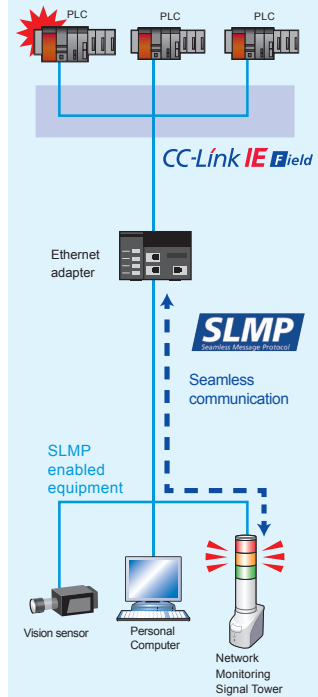 PLC PLC PLC
CC-Link IE Field
Ethernet
adapter
SLMP
Seamless Message Protocol
Seamless
communication
SLMP
enabled
equipment
Vision sensor
Personal
Computer
Network
Monitoring
Signal Tower